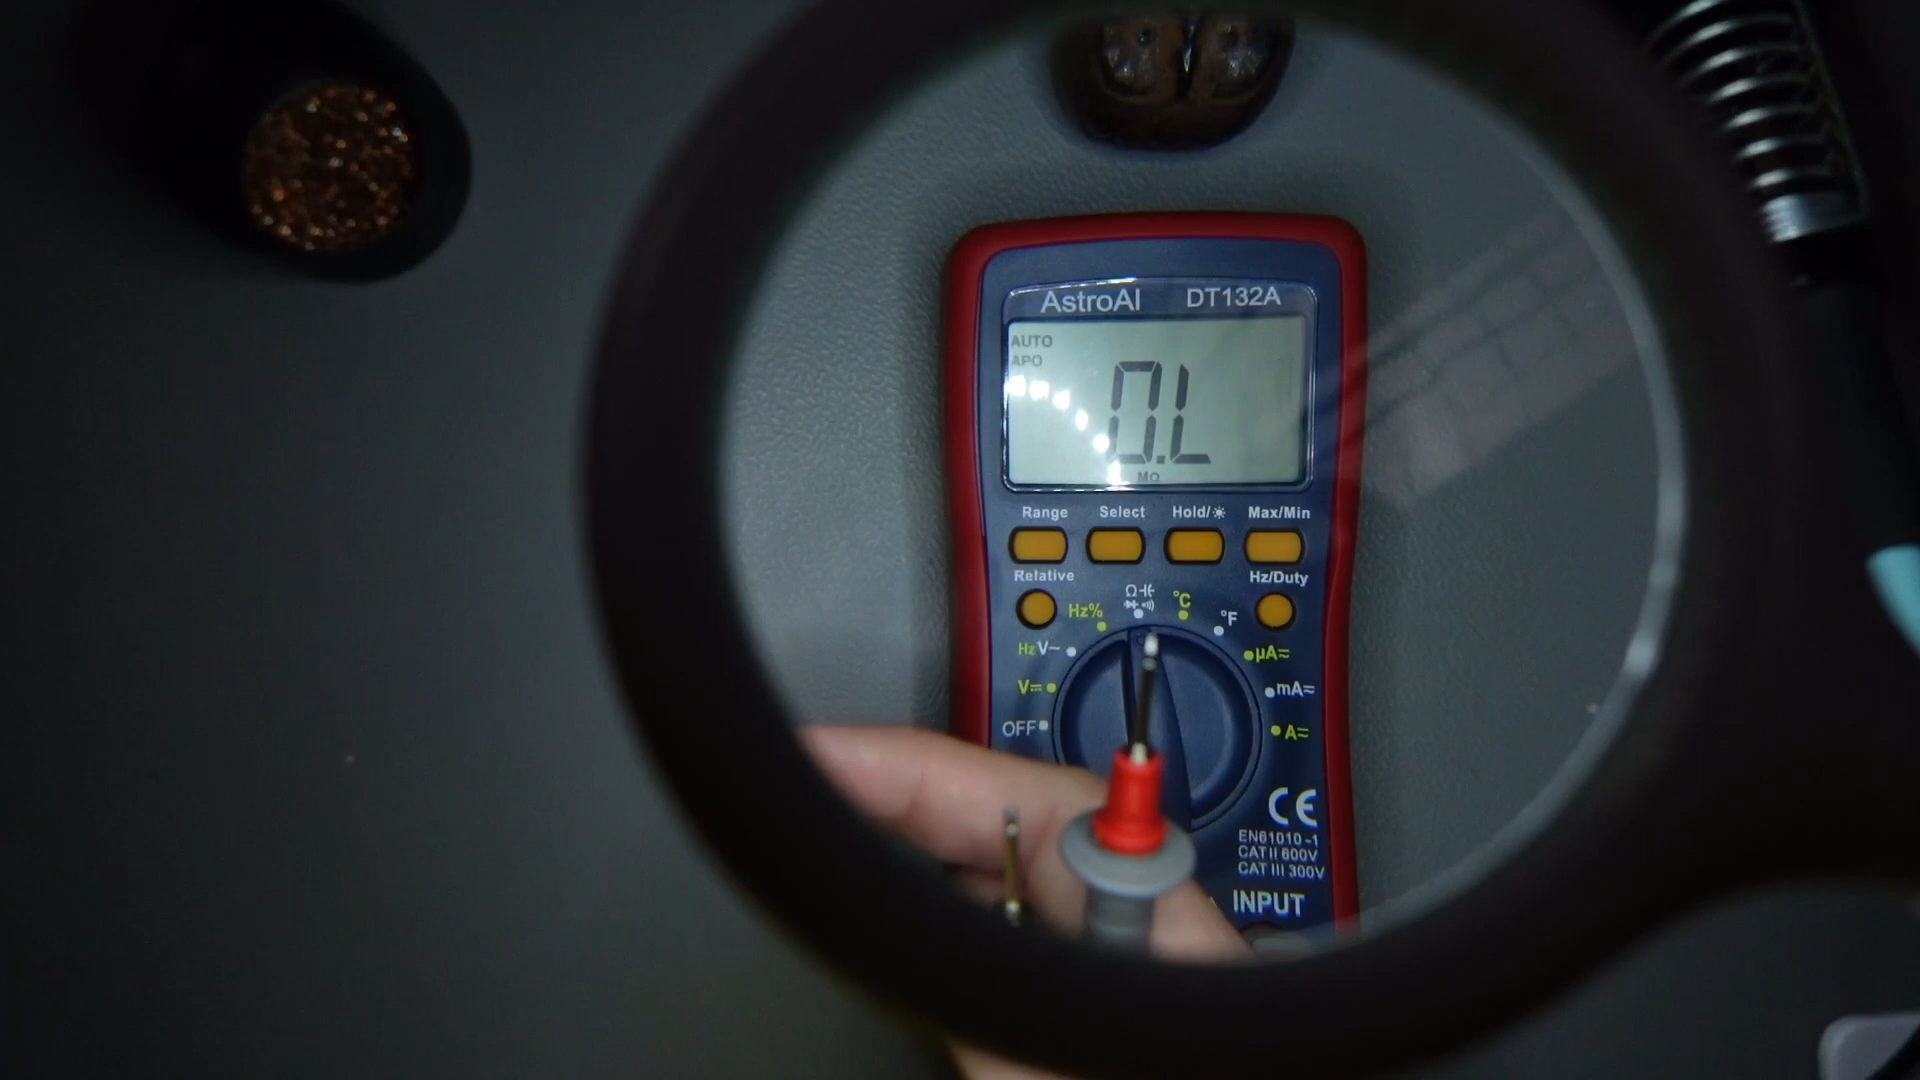 AstroAI DT132A
AUTO
APO
0.L
MΩ
Range Select Hold/☀ Max/Min
Relative Hz/Duty
Hz% Ω °C °F
HzV~ μA≂
V⎓ mA≂
OFF A≂
CE
EN61010-1
CAT II 600V
CAT III 300V
INPUT